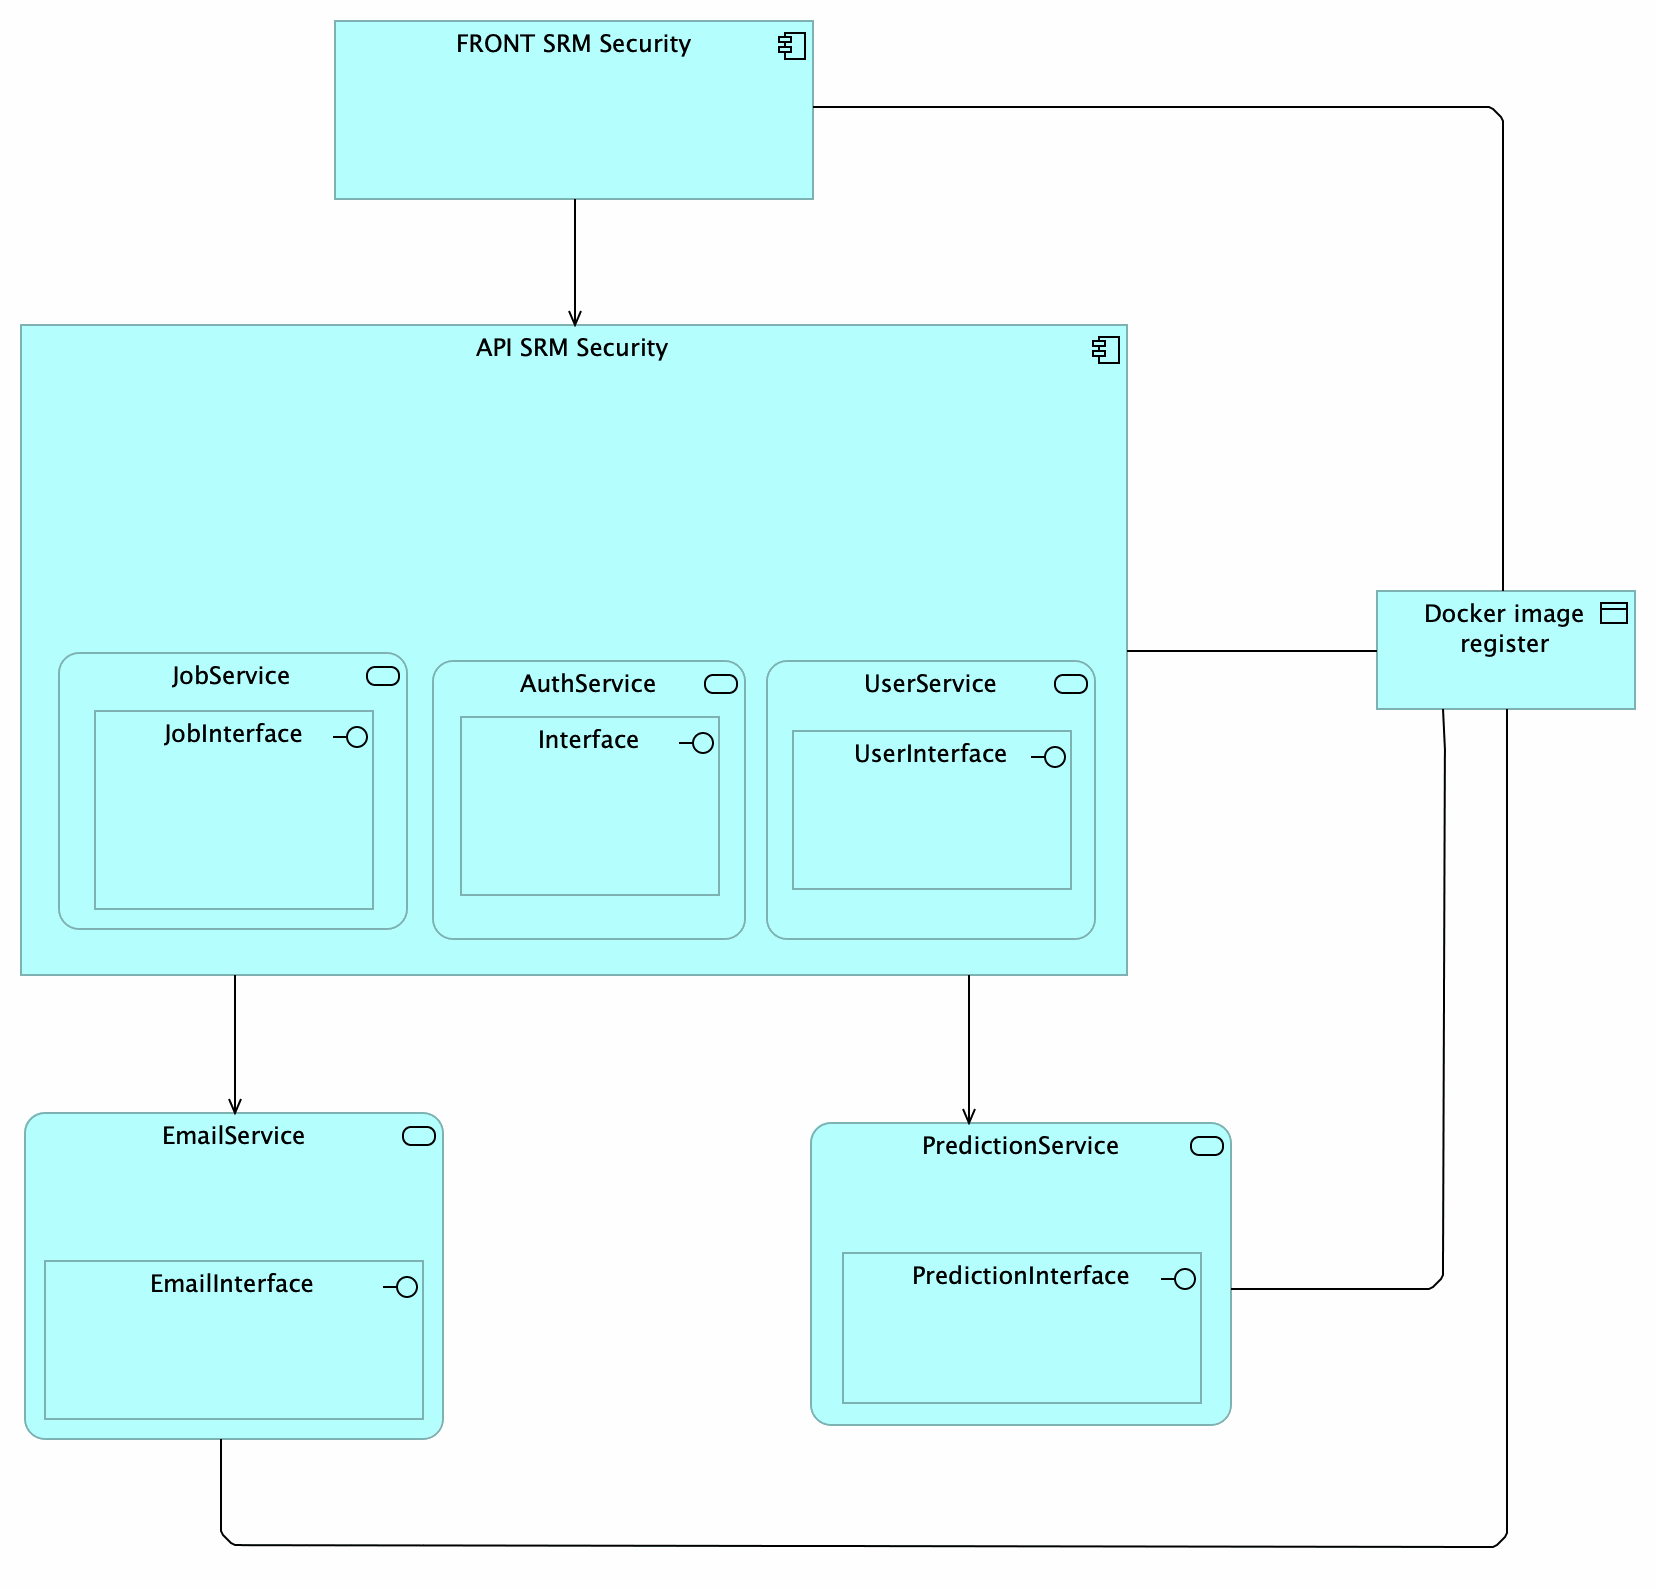 FRONT SRM Security
API SRM Security
Docker image
register
JobService
AuthService
UserService
JobInterface
Interface
UserInterface
EmailService
PredictionService
EmailInterface
PredictionInterface